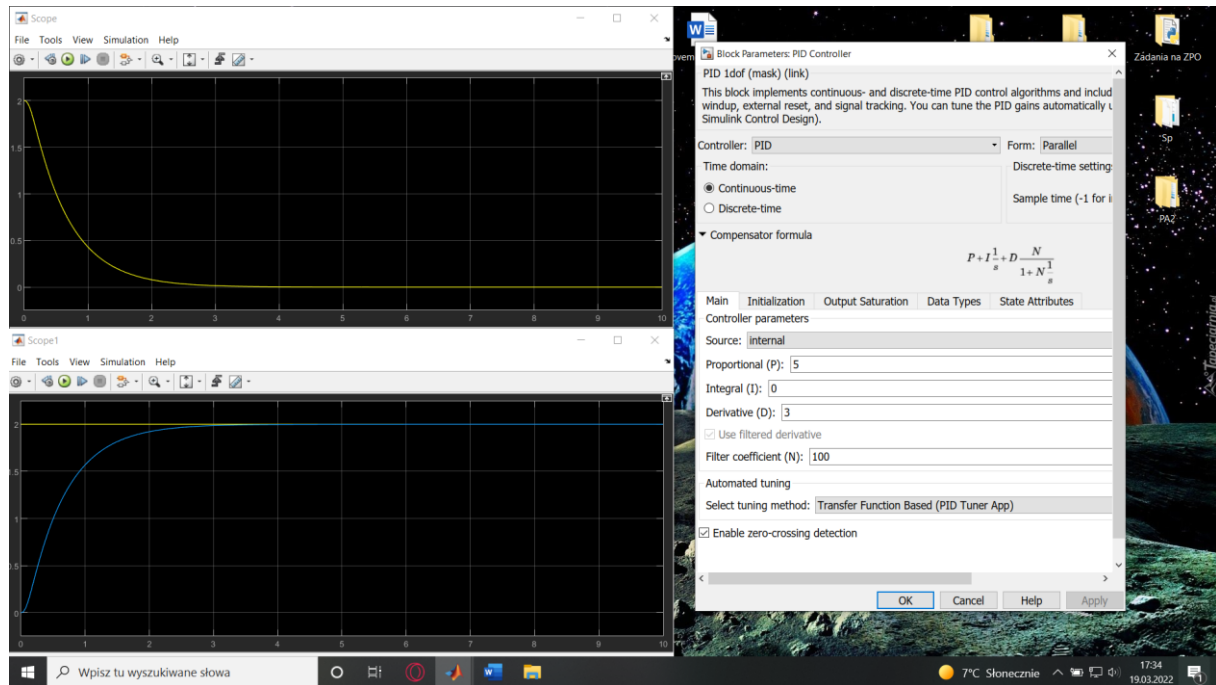 Scope
File Tools View Simulation Help
2
1.5
1
0.5
0
0 1 2 3 4 5 6 7 8 9 10
Scope1
File Tools View Simulation Help
2
.5
1
.5
0
0 1 2 3 4 5 6 7 8 9 10
Zadania na ZPO
Sp
PAZ
Tapeciarnia.pl
Block Parameters: PID Controller
PID 1dof (mask) (link)
This block implements continuous- and discrete-time PID control algorithms and includ
windup, external reset, and signal tracking. You can tune the PID gains automatically u
Simulink Control Design).
Controller: PID Form: Parallel
Time domain: Discrete-time setting
Continuous-time
Sample time (-1 for i
Discrete-time
Compensator formula
P + I 1/s + D N / (1 + N 1/s)
Main Initialization Output Saturation Data Types State Attributes
Controller parameters
Source: internal
Proportional (P): 5
Integral (I): 0
Derivative (D): 3
Use filtered derivative
Filter coefficient (N): 100
Automated tuning
Select tuning method: Transfer Function Based (PID Tuner App)
Enable zero-crossing detection
OK Cancel Help Apply
Wpisz tu wyszukiwane słowa
7°C Słonecznie
17:34
19.03.2022